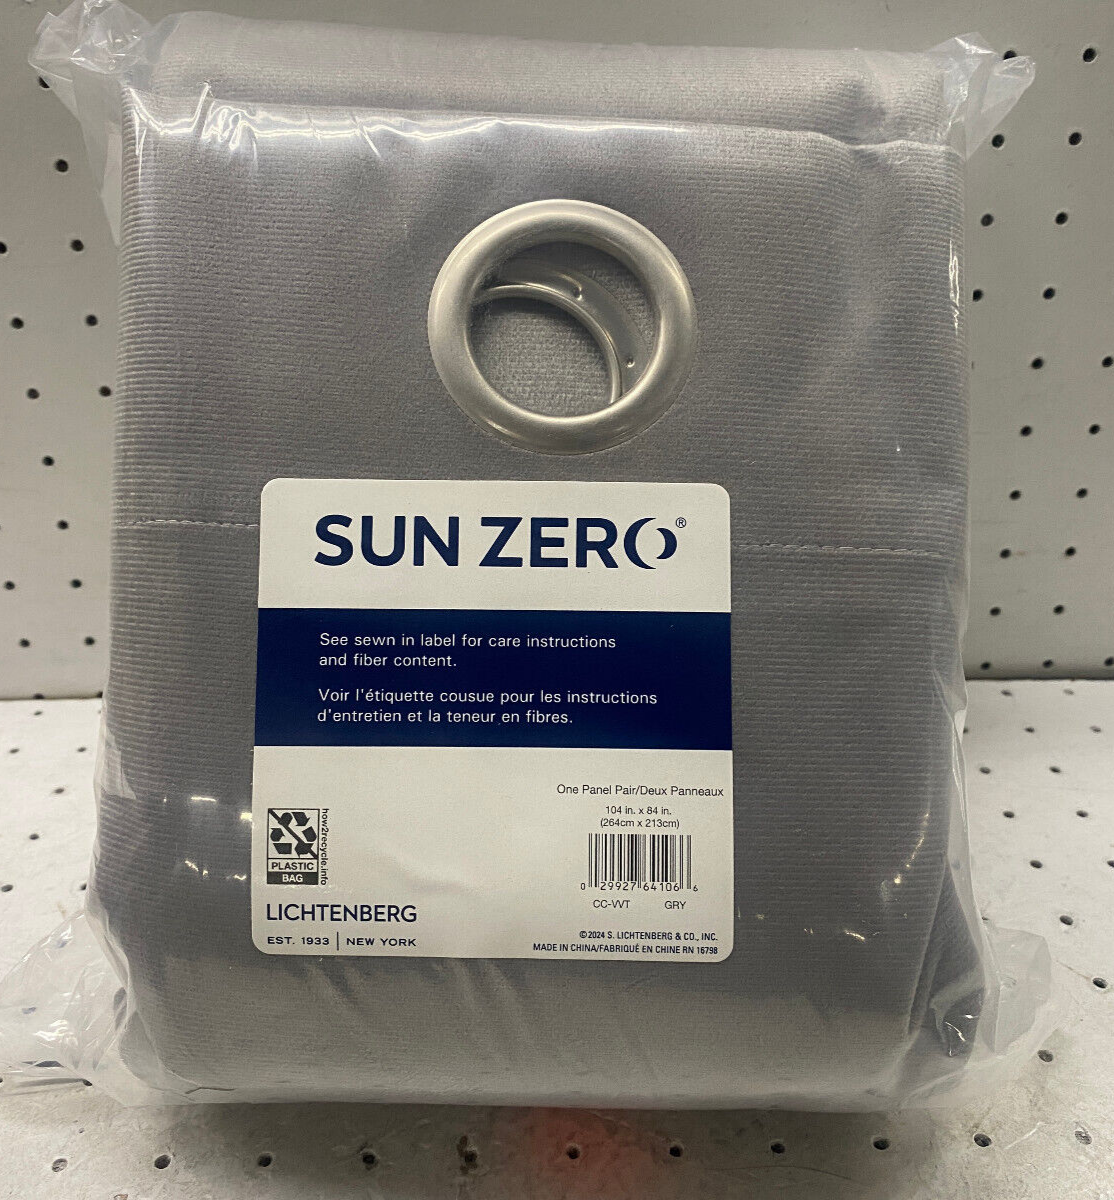 SUN ZERO®
See sewn in label for care instructions
and fiber content.
Voir l'étiquette cousue pour les instructions
d'entretien et la teneur en fibres.
One Panel Pair/Deux Panneaux
104 in. x 84 in.
(264cm x 213cm)
0 29927 64106 6
CC-VVT GRY
how2recycle.info
PLASTIC
BAG
LICHTENBERG
EST. 1933 | NEW YORK
©2024 S. LICHTENBERG & CO., INC.
MADE IN CHINA/FABRIQUÉ EN CHINE RN 16798